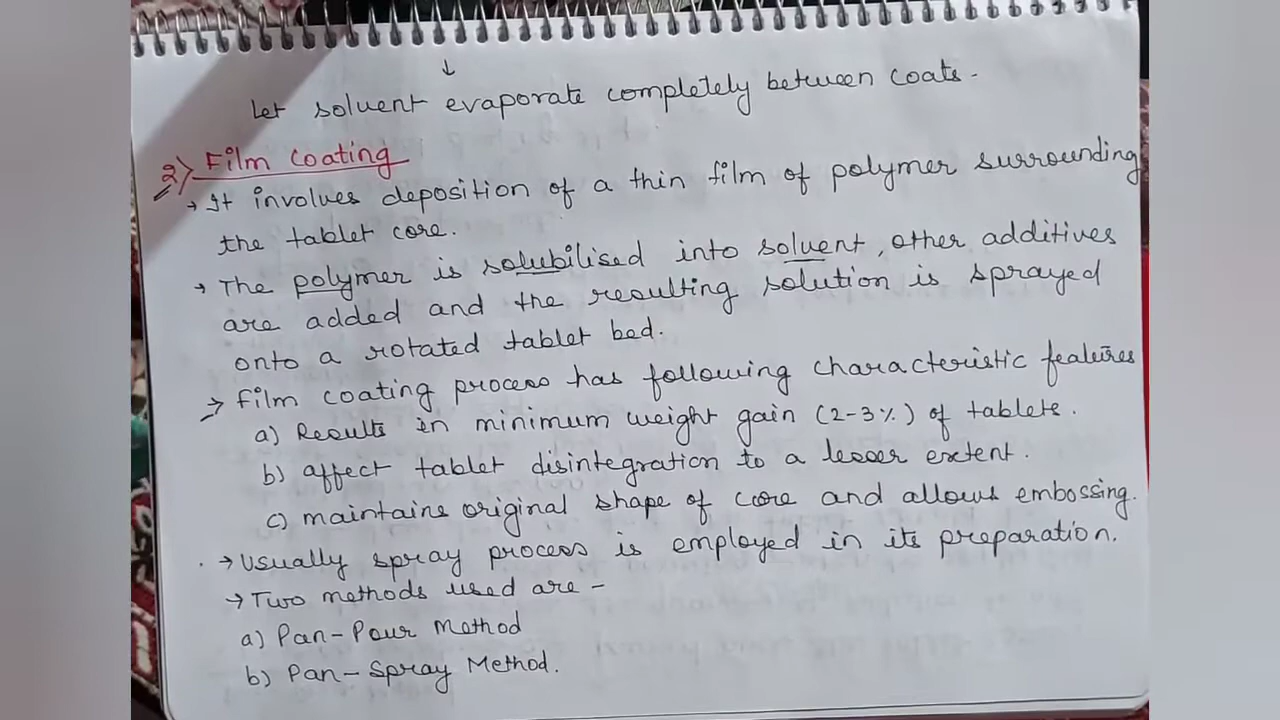 ↓
Let solvent evaporate completely between coats.
2) Film Coating
→ It involves deposition of a thin film of polymer surrounding
the tablet core.
→ The polymer is solubilised into solvent, other additives
are added and the resulting solution is sprayed
onto a rotated tablet bed.
→ Film coating process has following characteristic features
a) Results in minimum weight gain (2-3%) of tablets.
b) affect tablet disintegration to a lesser extent.
c) maintains original shape of core and allows embossing.
→ Usually spray process is employed in its preparation.
→ Two methods used are -
a) Pan-Pour Method
b) Pan-Spray Method.